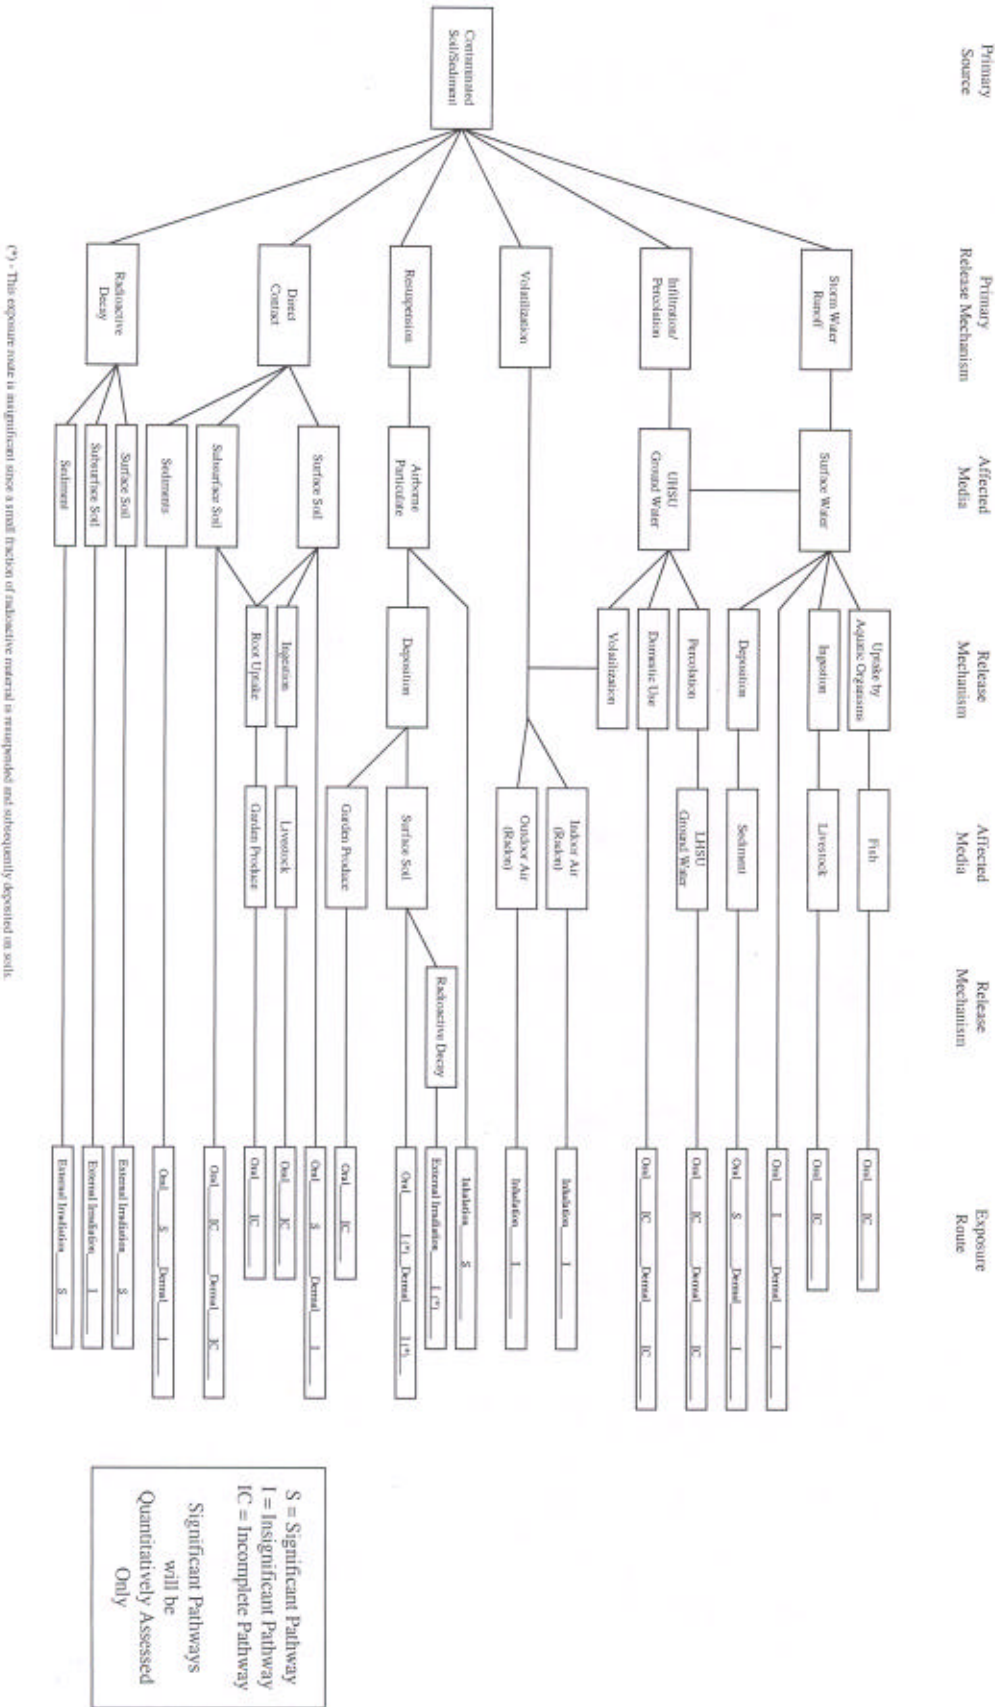 Primary
Source
Primary
Release Mechanism
Affected
Media
Release
Mechanism
Affected
Media
Release
Mechanism
Exposure
Route
Contaminated
Soil/Sediment
Storm Water
Runoff
Surface Water
Uptake by
Aquatic Organisms
Fish
Oral IC
Ingestion
Livestock
Oral IC
Oral I Dermal I
Deposition
Sediment
Oral S Dermal I
Infiltration/
Percolation
UHSU
Ground Water
Percolation
LHSU
Ground Water
Oral IC Dermal IC
Domestic Use
Oral IC Dermal IC
Volatilization
Volatilization
Indoor Air
(Radon)
Inhalation I
Outdoor Air
(Radon)
Inhalation I
Resuspension
Airborne
Particulate
Inhalation S
Deposition
Surface Soil
Radioactive Decay
External Irradiation I (*)
Oral I (*) Dermal I (*)
Garden Produce
Oral IC
Direct
Contact
Surface Soil
Oral S Dermal I
Ingestion
Livestock
Oral IC
Root Uptake
Garden Produce
Oral IC
Subsurface Soil
Oral IC Dermal IC
Sediments
Oral S Dermal I
Radioactive
Decay
Surface Soil
External Irradiation S
Subsurface Soil
External Irradiation I
Sediment
External Irradiation S
S = Significant Pathway
I = Insignificant Pathway
IC = Incomplete Pathway
Significant Pathways
will be
Quantitatively Assessed
Only
(*) - This exposure route is insignificant since a small fraction of radioactive material is resuspended and subsequently deposited on soils.